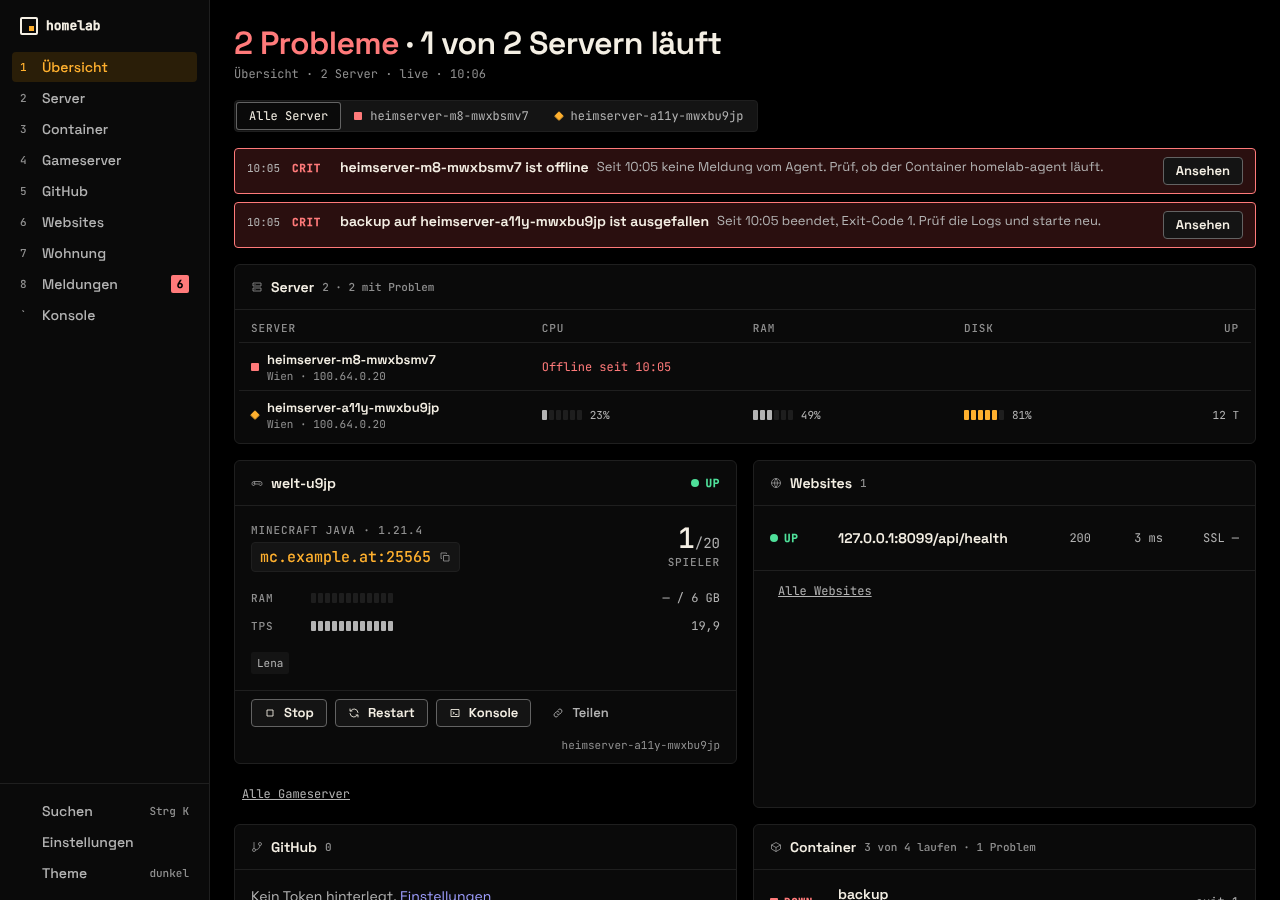 homelab
1 Übersicht
2 Server
3 Container
4 Gameserver
5 GitHub
6 Websites
7 Wohnung
8 Meldungen 6
` Konsole
Suchen Strg K
Einstellungen
Theme dunkel
2 Probleme · 1 von 2 Servern läuft
Übersicht · 2 Server · live · 10:06
Alle Server heimserver-m8-mwxbsmv7 heimserver-a11y-mwxbu9jp
10:05 CRIT heimserver-m8-mwxbsmv7 ist offline Seit 10:05 keine Meldung vom Agent. Prüf, ob der Container homelab-agent läuft. Ansehen
10:05 CRIT backup auf heimserver-a11y-mwxbu9jp ist ausgefallen Seit 10:05 beendet, Exit-Code 1. Prüf die Logs und starte neu. Ansehen
Server 2 · 2 mit Problem
SERVER CPU RAM DISK UP
heimserver-m8-mwxbsmv7
Wien · 100.64.0.20
Offline seit 10:05
heimserver-a11y-mwxbu9jp
Wien · 100.64.0.20
23% 49% 81% 12 T
welt-u9jp UP
MINECRAFT JAVA · 1.21.4
mc.example.at:25565
1/20
SPIELER
RAM — / 6 GB
TPS 19,9
Lena
Stop Restart Konsole Teilen
heimserver-a11y-mwxbu9jp
Alle Gameserver
Websites 1
UP 127.0.0.1:8099/api/health 200 3 ms SSL —
Alle Websites
GitHub 0
Kein Token hinterlegt. Einstellungen
Container 3 von 4 laufen · 1 Problem
backup
DOWN exit 1